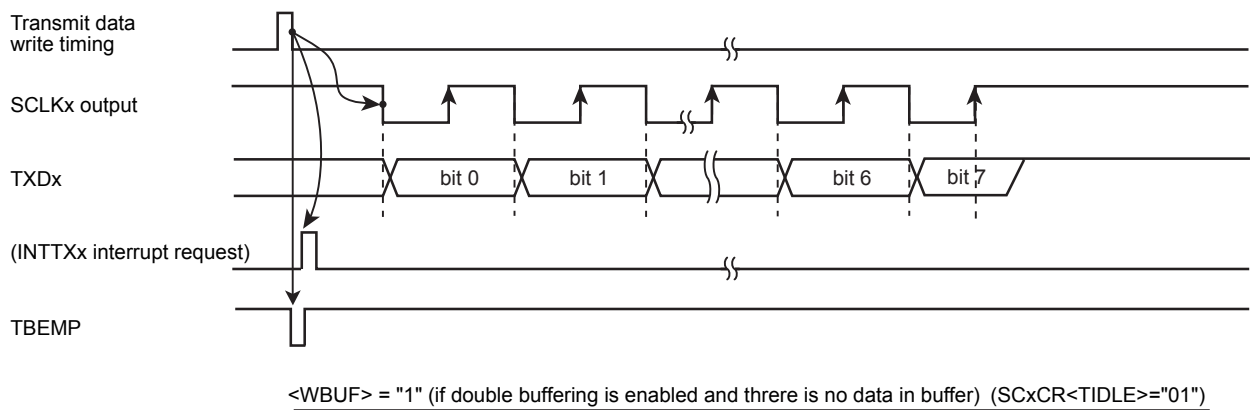 Transmit data
write timing
SCLKx output
TXDx
bit 0
bit 1
bit 6
bit 7
(INTTXx interrupt request)
TBEMP
<WBUF> = "1" (if double buffering is enabled and threre is no data in buffer) (SCxCR<TIDLE>="01")